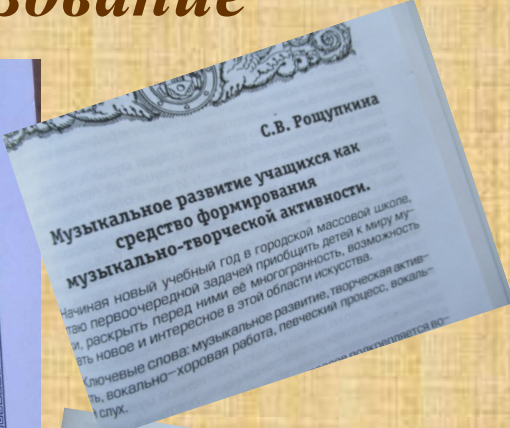 зование
С.В. Рощупкина
Музыкальное развитие учащихся как
средство формирования
музыкально-творческой активности.
Начиная новый учебный год в городской массовой школе,
таю первоочередной задачей приобщить детей к миру му-
и, раскрыть перед ними её многогранность, возможность
ать новое и интересное в этой области искусства.
Ключевые слова: музыкальное развитие, творческая актив-
ть, вокально-хоровая работа, певческий процесс, вокаль-
слух.
подкрепляется во-